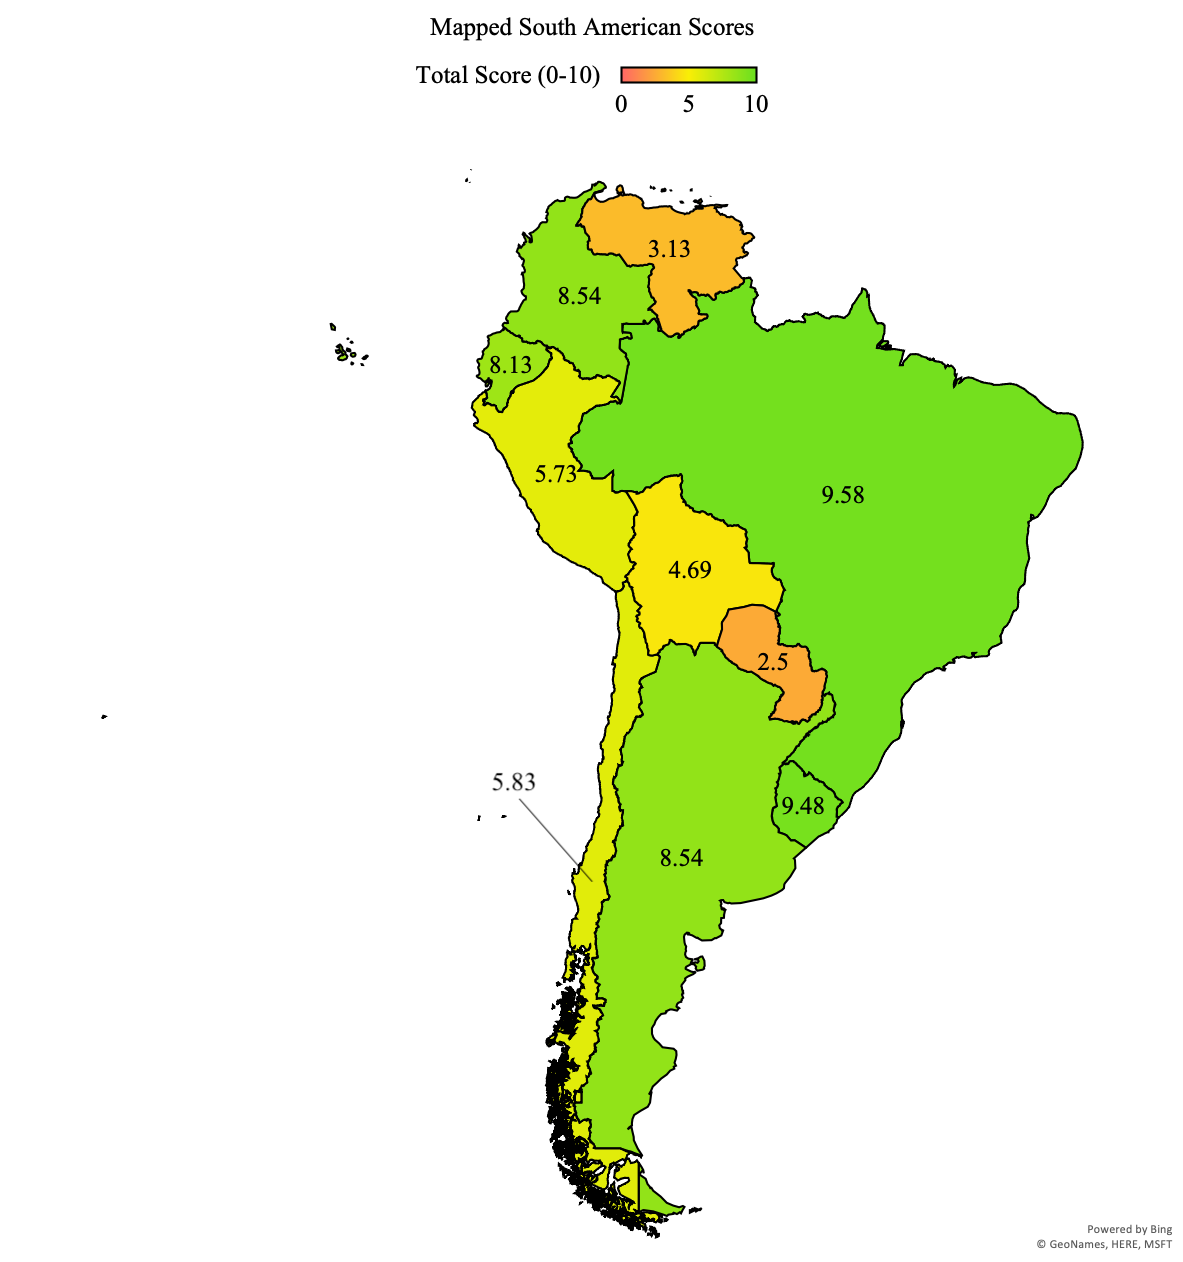 Mapped South American Scores
Total Score (0-10)
0 5 10
3.13
8.54
8.13
5.73
9.58
4.69
2.5
5.83
9.48
8.54
Powered by Bing
© GeoNames, HERE, MSFT